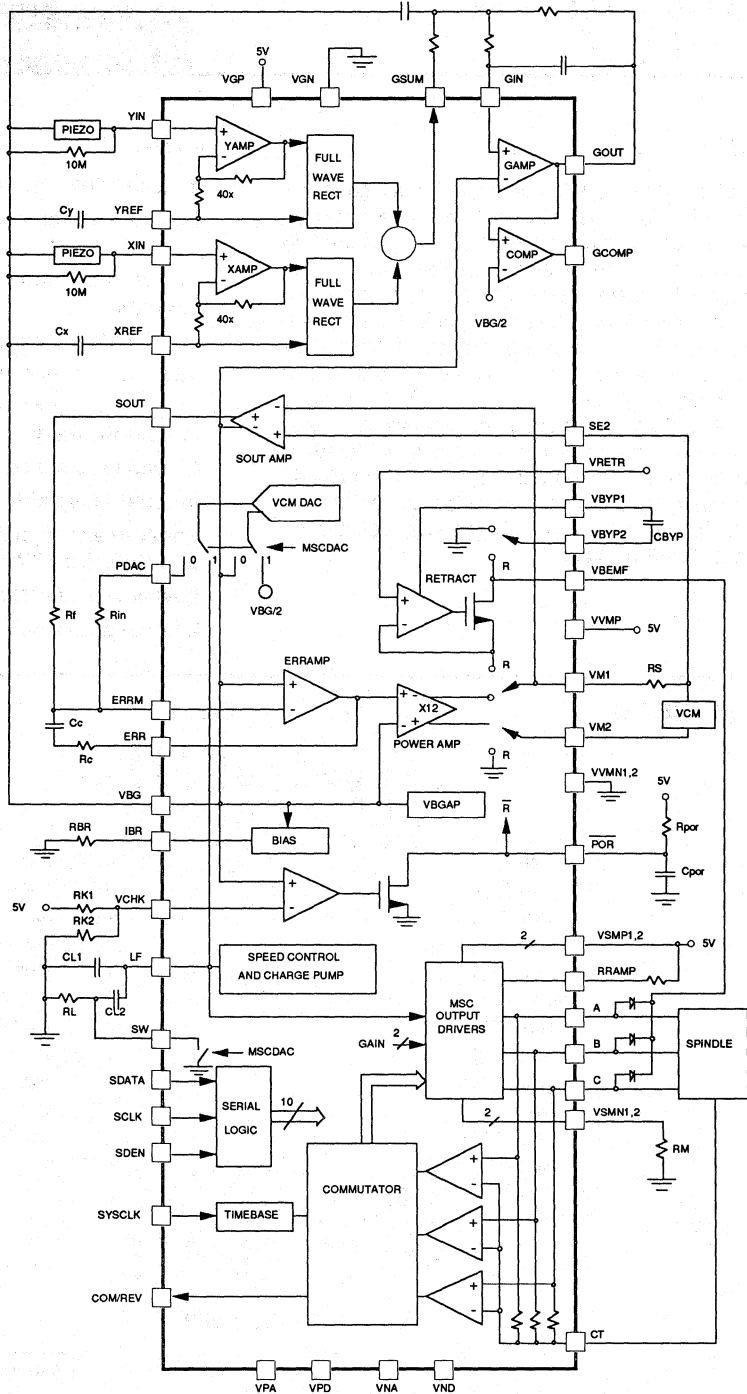 5V
VGP
VGN
GSUM
GIN
YIN
PIEZO
10M
+
YAMP
-
40x
FULL
WAVE
RECT
+
GAMP
-
GOUT
Cy
YREF
XIN
PIEZO
10M
+
XAMP
-
40x
FULL
WAVE
RECT
+
COMP
-
GCOMP
VBG/2
Cx
XREF
SOUT
-
+
-
+
SOUT AMP
SE2
VRETR
VCM DAC
VBYP1
CBYP
VBYP2
MSCDAC
0
1
0
1
PDAC
VBG/2
RETRACT
R
VBEMF
+
-
VVMP
5V
Rf
Rin
ERRAMP
R
+
-
+
-
X12
-
+
POWER AMP
VM1
RS
VCM
ERRM
Cc
ERR
Rc
VM2
R
VVMN1,2
5V
VBG
VBGAP
R
Rpor
RBR
IBR
BIAS
POR
Cpor
5V
RK1
VCHK
RK2
+
-
CL1
LF
SPEED CONTROL
AND CHARGE PUMP
2
VSMP1,2
5V
RL
CL2
MSC
OUTPUT
DRIVERS
RRAMP
A
SW
MSCDAC
GAIN
2
B
SPINDLE
SDATA
SERIAL
LOGIC
10
C
SCLK
2
VSMN1,2
SDEN
RM
COMMUTATOR
+
-
SYSCLK
TIMEBASE
+
-
COM/REV
+
-
CT
VPA
VPD
VNA
VND